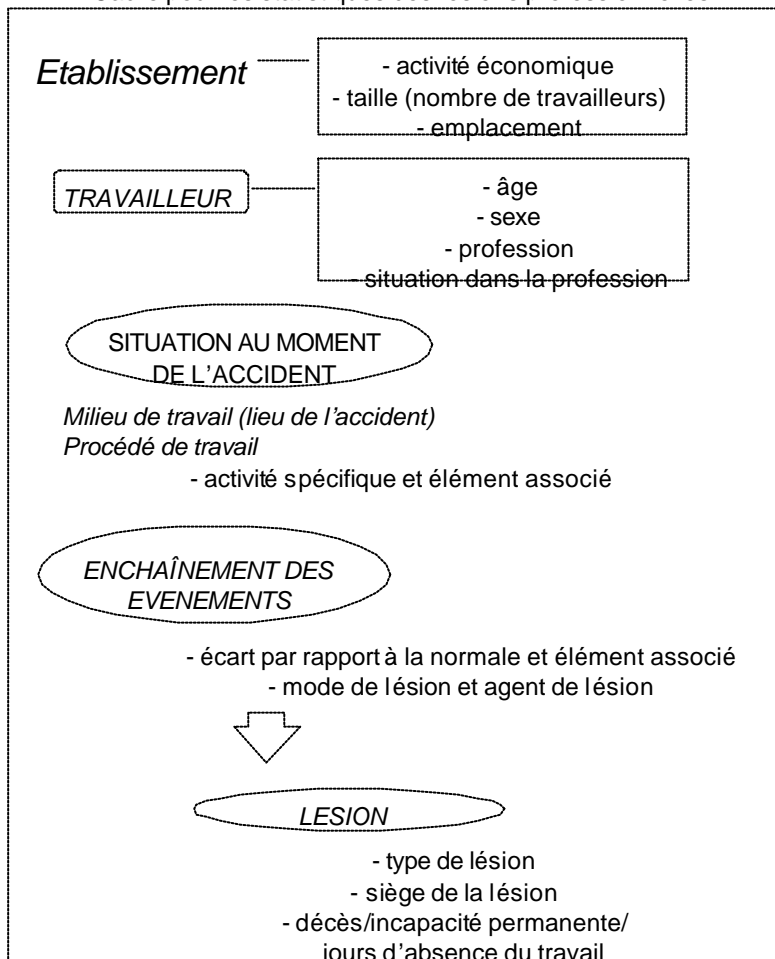 Etablissement
- activité économique
- taille (nombre de travailleurs)
- emplacement
TRAVAILLEUR
- âge
- sexe
- profession
- situation dans la profession
SITUATION AU MOMENT
DE L’ACCIDENT
Milieu de travail (lieu de l’accident)
Procédé de travail
- activité spécifique et élément associé
ENCHAÎNEMENT DES
EVENEMENTS
- écart par rapport à la normale et élément associé
- mode de lésion et agent de lésion
LESION
- type de lésion
- siège de la lésion
- décès/incapacité permanente/
jours d’absence du travail